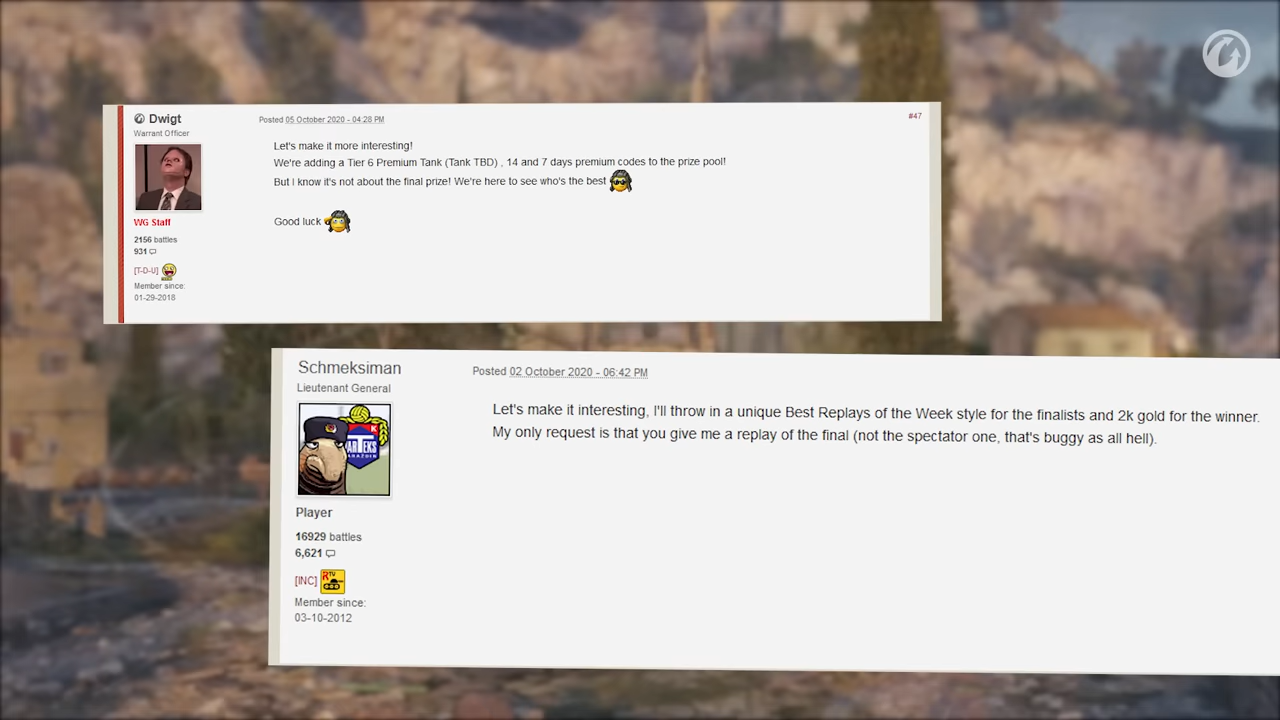 Dwigt
Warrant Officer
WG Staff
2156 battles
931
[T-D-U]
Member since:
01-29-2018
Posted 05 October 2020 - 04:28 PM
#47
Let's make it more interesting!
We're adding a Tier 6 Premium Tank (Tank TBD) , 14 and 7 days premium codes to the prize pool!
But I know it's not about the final prize! We're here to see who's the best
Good luck
Schmeksiman
Lieutenant General
Player
16929 battles
6,621
[INC]
Member since:
03-10-2012
Posted 02 October 2020 - 06:42 PM
Let's make it interesting, I'll throw in a unique Best Replays of the Week style for the finalists and 2k gold for the winner.
My only request is that you give me a replay of the final (not the spectator one, that's buggy as all hell).